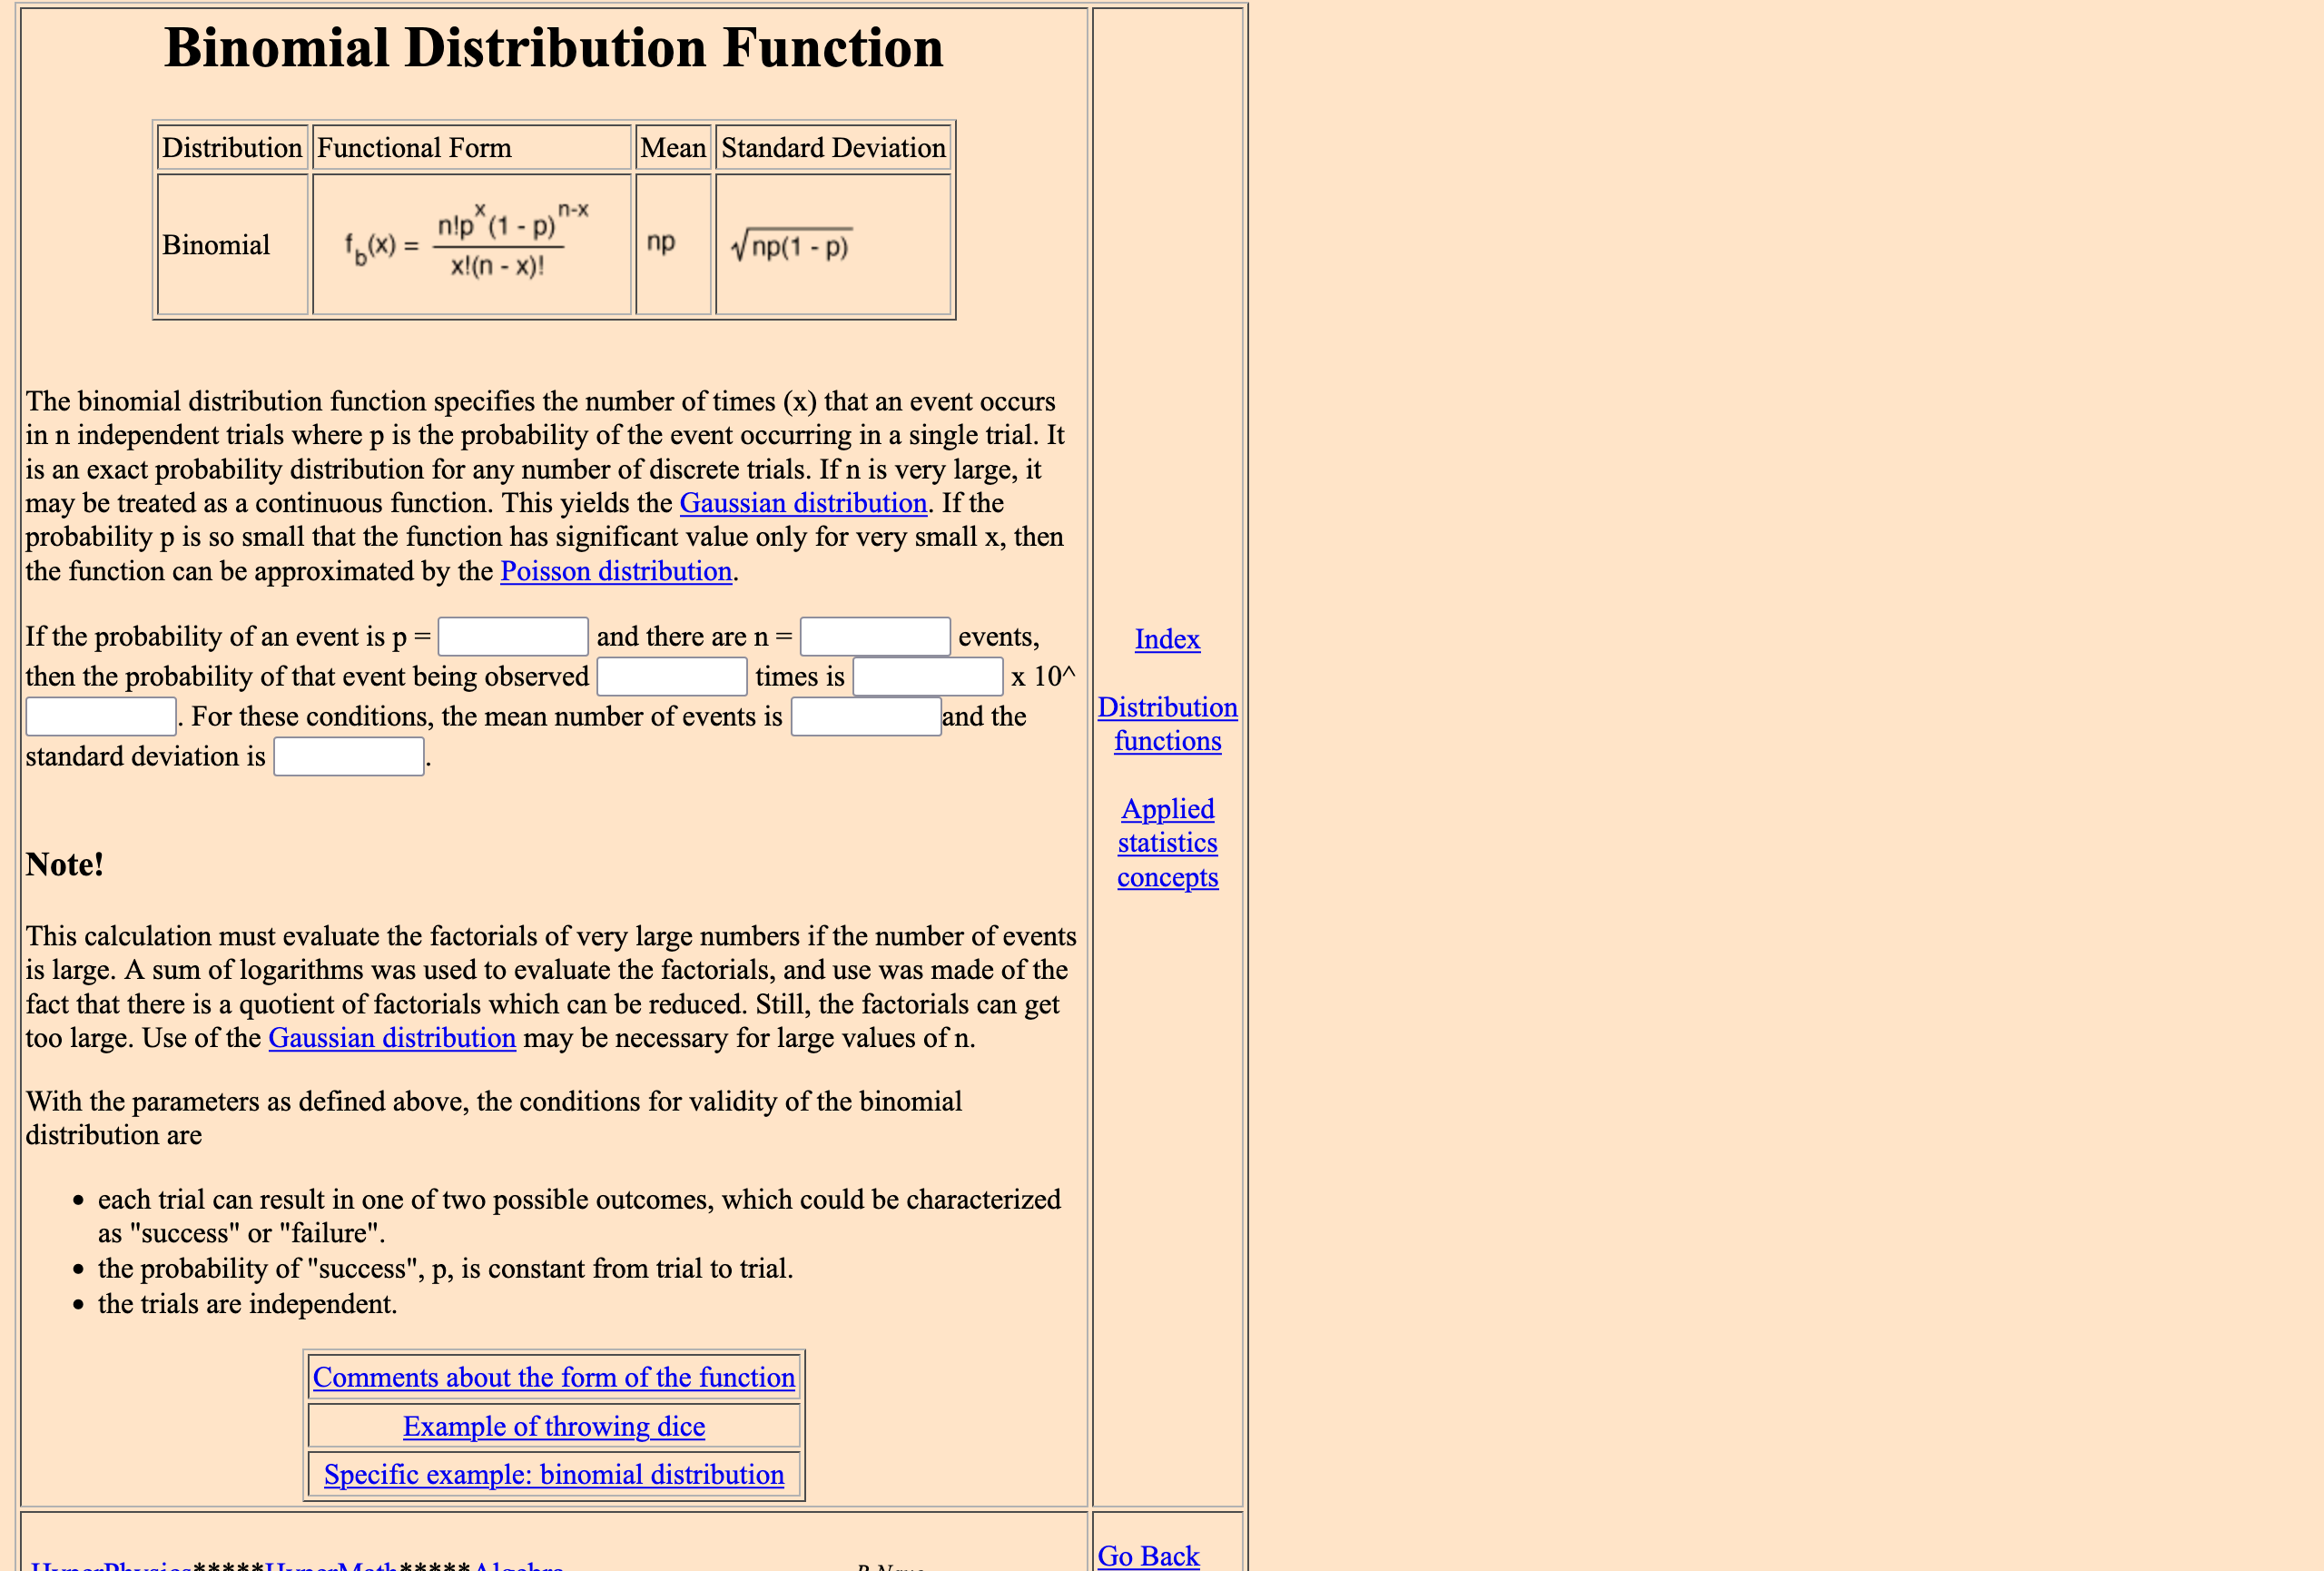 Binomial Distribution Function
Distribution Functional Form Mean Standard Deviation
Binomial f_b(x) = n!p^x(1 - p)^n-x / x!(n - x)! np √np(1 - p)
The binomial distribution function specifies the number of times (x) that an event occurs
in n independent trials where p is the probability of the event occurring in a single trial. It
is an exact probability distribution for any number of discrete trials. If n is very large, it
may be treated as a continuous function. This yields the Gaussian distribution. If the
probability p is so small that the function has significant value only for very small x, then
the function can be approximated by the Poisson distribution.
If the probability of an event is p = and there are n = events,
then the probability of that event being observed times is x 10^
. For these conditions, the mean number of events is and the
standard deviation is .
Note!
This calculation must evaluate the factorials of very large numbers if the number of events
is large. A sum of logarithms was used to evaluate the factorials, and use was made of the
fact that there is a quotient of factorials which can be reduced. Still, the factorials can get
too large. Use of the Gaussian distribution may be necessary for large values of n.
With the parameters as defined above, the conditions for validity of the binomial
distribution are
• each trial can result in one of two possible outcomes, which could be characterized
as "success" or "failure".
• the probability of "success", p, is constant from trial to trial.
• the trials are independent.
Comments about the form of the function
Example of throwing dice
Specific example: binomial distribution
Index
Distribution
functions
Applied
statistics
concepts
HyperPhysics*****HyperMath*****Algebra
Go Back